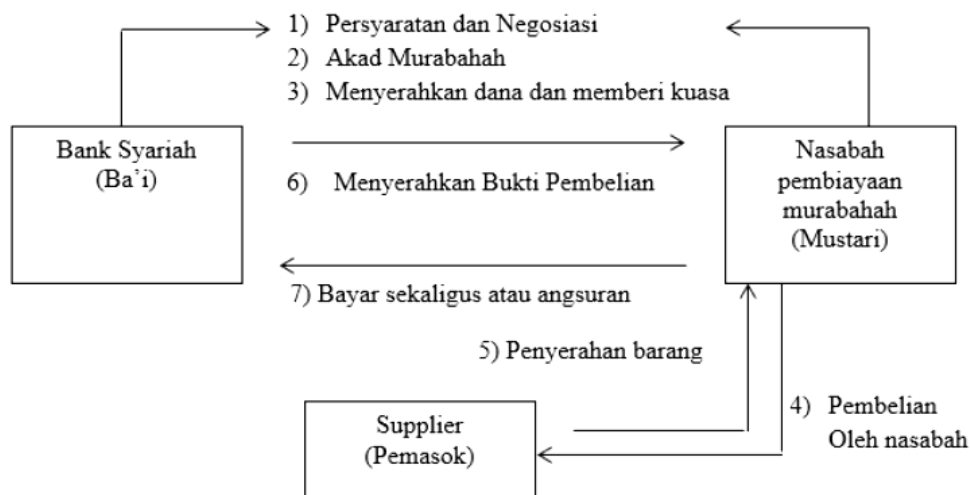 1) Persyaratan dan Negosiasi
2) Akad Murabahah
3) Menyerahkan dana dan memberi kuasa
Bank Syariah
(Ba’i)
6) Menyerahkan Bukti Pembelian
Nasabah
pembiayaan
murabahah
(Mustari)
7) Bayar sekaligus atau angsuran
5) Penyerahan barang
4) Pembelian
Oleh nasabah
Supplier
(Pemasok)